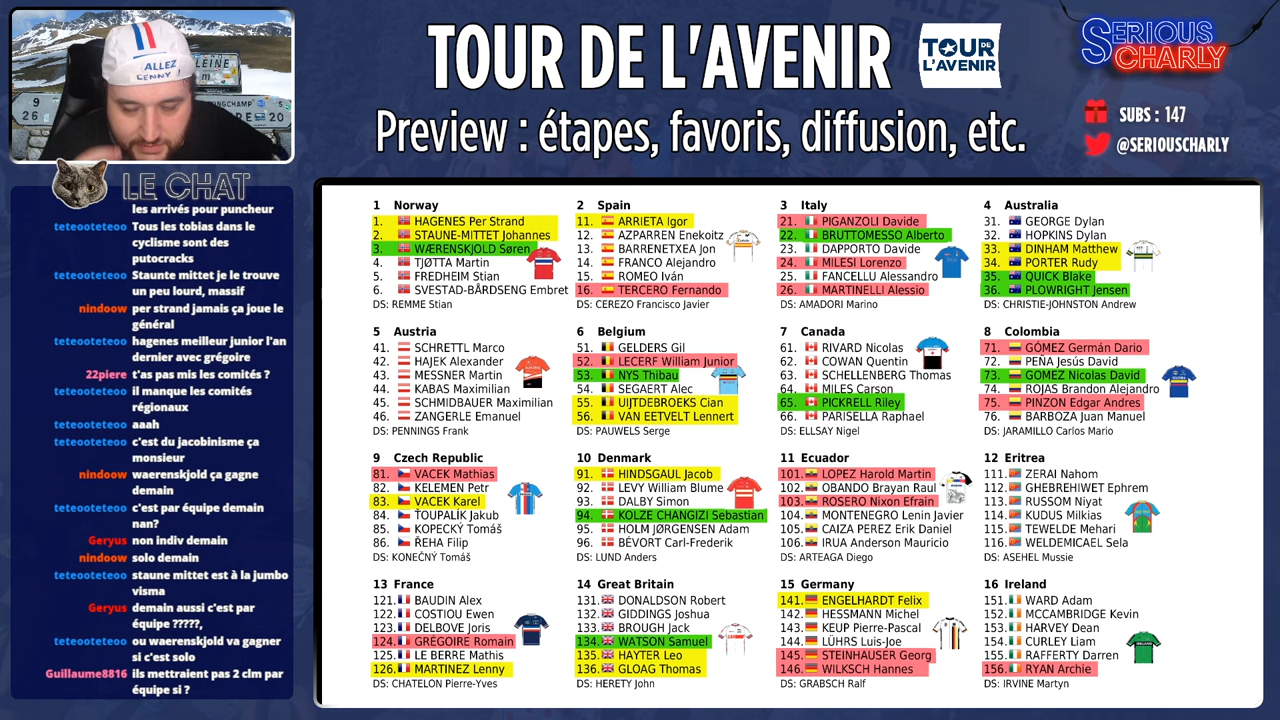 ALLEZ
LENNY !
LEINE
m
9
26
ONGCHAMP
5
RE
20
TOUR DE L'AVENIR
TOUR
DE
L'AVENIR
SERIOUS
CHARLY
Preview : étapes, favoris, diffusion, etc.
SUBS : 147
@SERIOUSCHARLY
LE CHAT
les arrivés pour puncheur
teteooteteoo Tous les tobias dans le
cyclisme sont des
putocracks
teteooteteoo Staunte mittet je le trouve
un peu lourd, massif
nindoow per strand jamais ça joue le
général
teteooteteoo hagenes meilleur junior l'an
dernier avec grégoire
22piere t'as pas mis les comités ?
teteooteteoo il manque les comités
régionaux
teteooteteoo aaah
teteooteteoo c'est du jacobinisme ça
monsieur
nindoow waerenskjold ça gagne
demain
teteooteteoo c'est par équipe demain
nan?
Geryus non indiv demain
nindoow solo demain
teteooteteoo staune mittet est à la jumbo
visma
Geryus demain aussi c'est par
équipe ?????,
teteooteteoo ou waerenskjold va gagner
si c'est solo
Guillaume8816 ils mettraient pas 2 clm par
équipe si ?
1 Norway
1. HAGENES Per Strand
2. STAUNE-MITTET Johannes
3. WÆRENSKJOLD Søren
4. TJØTTA Martin
5. FREDHEIM Stian
6. SVESTAD-BÅRDSENG Embret
DS: REMME Stian
2 Spain
11. ARRIETA Igor
12. AZPARREN Enekoitz
13. BARRENETXEA Jon
14. FRANCO Alejandro
15. ROMEO Iván
16. TERCERO Fernando
DS: CEREZO Francisco Javier
3 Italy
21. PIGANZOLI Davide
22. BRUTTOMESSO Alberto
23. DAPPORTO Davide
24. MILESI Lorenzo
25. FANCELLU Alessandro
26. MARTINELLI Alessio
DS: AMADORI Marino
4 Australia
31. GEORGE Dylan
32. HOPKINS Dylan
33. DINHAM Matthew
34. PORTER Rudy
35. QUICK Blake
36. PLOWRIGHT Jensen
DS: CHRISTIE-JOHNSTON Andrew
5 Austria
41. SCHRETTL Marco
42. HAJEK Alexander
43. MESSNER Martin
44. KABAS Maximilian
45. SCHMIDBAUER Maximilian
46. ZANGERLE Emanuel
DS: PENNINGS Frank
6 Belgium
51. GELDERS Gil
52. LECERF William Junior
53. NYS Thibau
54. SEGAERT Alec
55. UIJTDEBROEKS Cian
56. VAN EETVELT Lennert
DS: PAUWELS Serge
7 Canada
61. RIVARD Nicolas
62. COWAN Quentin
63. SCHELLENBERG Thomas
64. MILES Carson
65. PICKRELL Riley
66. PARISELLA Raphael
DS: ELLSAY Nigel
8 Colombia
71. GÓMEZ Germán Dario
72. PEÑA Jesús David
73. GÓMEZ Nicolas David
74. ROJAS Brandon Alejandro
75. PINZON Edgar Andres
76. BARBOZA Juan Manuel
DS: JARAMILLO Carlos Mario
9 Czech Republic
81. VACEK Mathias
82. KELEMEN Petr
83. VACEK Karel
84. ŤOUPALÍK Jakub
85. KOPECKÝ Tomáš
86. ŘEHA Filip
DS: KONEČNÝ Tomáš
10 Denmark
91. HINDSGAUL Jacob
92. LEVY William Blume
93. DALBY Simon
94. KOLZE CHANGIZI Sebastian
95. HOLM JØRGENSEN Adam
96. BÉVORT Carl-Frederik
DS: LUND Anders
11 Ecuador
101. LOPEZ Harold Martin
102. OBANDO Brayan Raul
103. ROSERO Nixon Efrain
104. MONTENEGRO Lenin Javier
105. CAIZA PEREZ Erik Daniel
106. IRUA Anderson Mauricio
DS: ARTEAGA Diego
12 Eritrea
111. ZERAI Nahom
112. GHEBREHIWET Ephrem
113. RUSSOM Niyat
114. KUDUS Milkias
115. TEWELDE Mehari
116. WELDEMICAEL Sela
DS: ASEHEL Mussie
13 France
121. BAUDIN Alex
122. COSTIOU Ewen
123. DELBOVE Joris
124. GRÉGOIRE Romain
125. LE BERRE Mathis
126. MARTINEZ Lenny
DS: CHATELON Pierre-Yves
14 Great Britain
131. DONALDSON Robert
132. GIDDINGS Joshua
133. BROUGH Jack
134. WATSON Samuel
135. HAYTER Leo
136. GLOAG Thomas
DS: HERETY John
15 Germany
141. ENGELHARDT Felix
142. HESSMANN Michel
143. KEUP Pierre-Pascal
144. LÜHRS Luis-Joe
145. STEINHAUSER Georg
146. WILKSCH Hannes
DS: GRABSCH Ralf
16 Ireland
151. WARD Adam
152. MCCAMBRIDGE Kevin
153. HARVEY Dean
154. CURLEY Liam
155. RAFFERTY Darren
156. RYAN Archie
DS: IRVINE Martyn